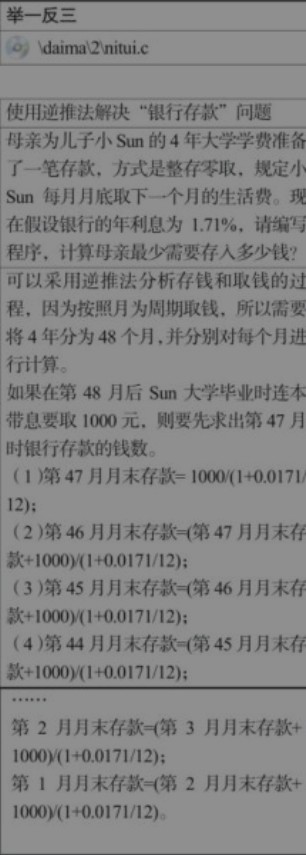 举一反三
\daima\2\nitui.c
使用逆推法解决“银行存款”问题
母亲为儿子小 Sun 的 4 年大学学费准备
了一笔存款，方式是整存零取，规定小
Sun 每月月底取下一个月的生活费。现
在假设银行的年利息为 1.71%，请编写
程序，计算母亲最少需要存入多少钱？
可以采用逆推法分析存钱和取钱的过
程，因为按照月为周期取钱，所以需要
将 4 年分为 48 个月，并分别对每个月进
行计算。
如果在第 48 月后 Sun 大学毕业时连本
带息要取 1000 元，则要先求出第 47 月
时银行存款的钱数。
（1）第 47 月月末存款= 1000/(1+0.0171/
12)；
（2）第 46 月月末存款=(第 47 月月末存
款+1000)/(1+0.0171/12)；
（3）第 45 月月末存款=(第 46 月月末存
款+1000)/(1+0.0171/12)；
（4）第 44 月月末存款=(第 45 月月末存
款+1000)/(1+0.0171/12)；
……
第 2 月月末存款=(第 3 月月末存款+
1000)/(1+0.0171/12)；
第 1 月月末存款=(第 2 月月末存款+
1000)/(1+0.0171/12)。